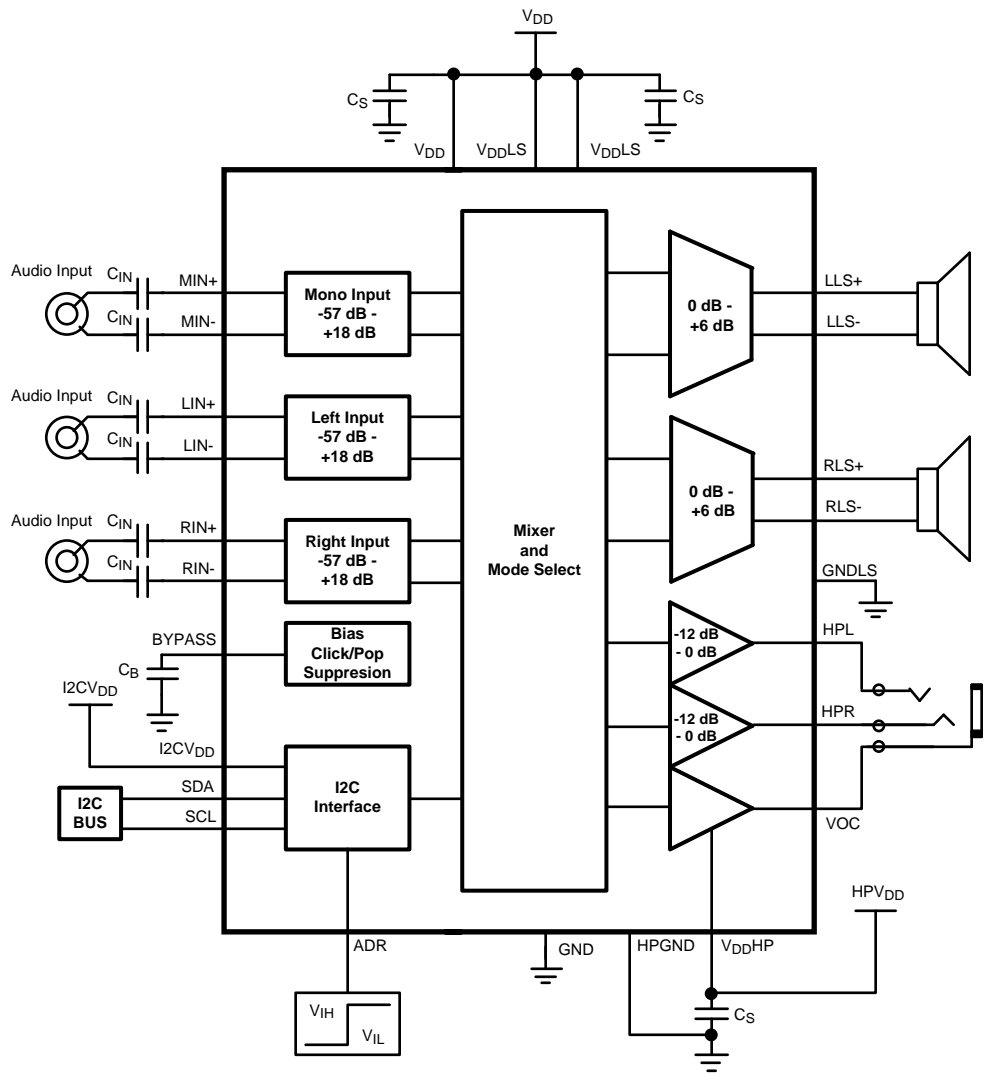 VDD
CS
CS
VDD
VDDLS
VDDLS
Audio Input
CIN
MIN+
CIN
MIN-
Mono Input
-57 dB -
+18 dB
0 dB -
+6 dB
LLS+
LLS-
Audio Input
CIN
LIN+
CIN
LIN-
Left Input
-57 dB -
+18 dB
0 dB -
+6 dB
RLS+
RLS-
Audio Input
CIN
RIN+
CIN
RIN-
Right Input
-57 dB -
+18 dB
Mixer
and
Mode Select
GNDLS
BYPASS
CB
Bias
Click/Pop
Suppresion
-12 dB
- 0 dB
HPL
-12 dB
- 0 dB
HPR
I2CVDD
I2CVDD
I2C
BUS
SDA
SCL
I2C
Interface
VOC
HPVDD
ADR
GND
HPGND
VDDHP
VIH
VIL
CS